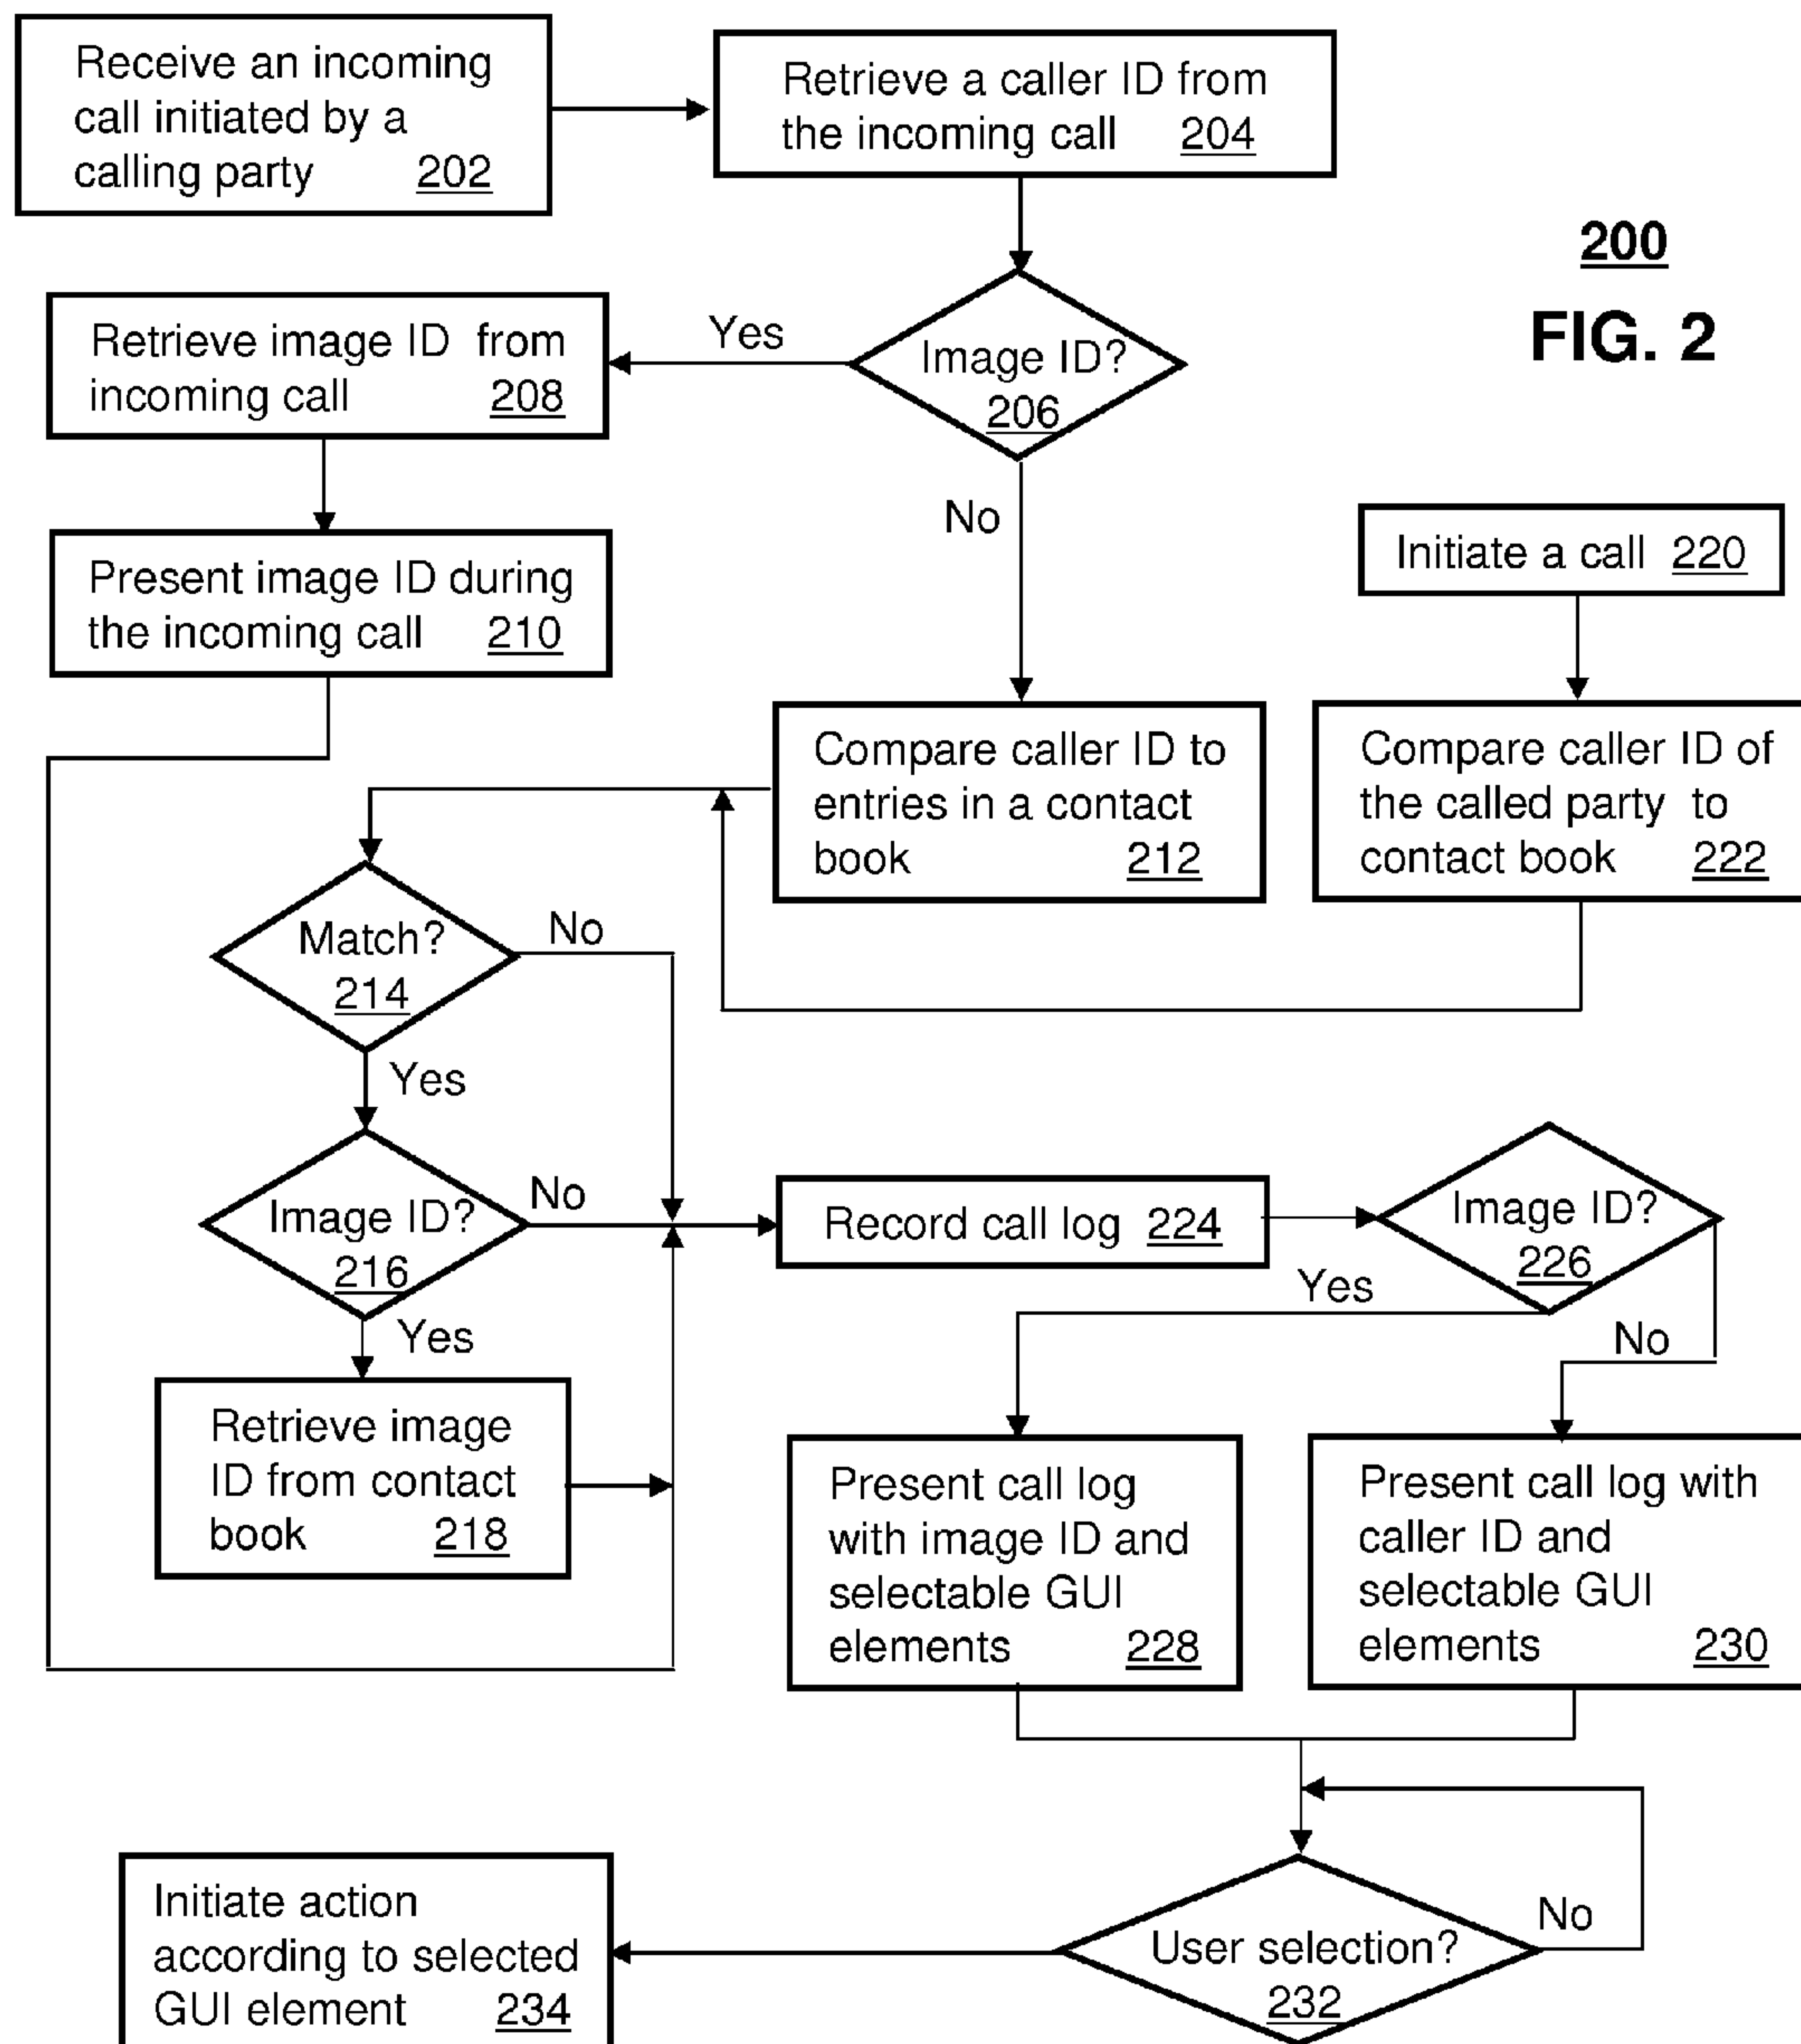 Receive an incoming
call initiated by a
calling party 202
Retrieve a caller ID from
the incoming call 204
200
FIG. 2
Image ID?
206
Yes
Retrieve image ID from
incoming call 208
No
Present image ID during
the incoming call 210
Initiate a call 220
Compare caller ID to
entries in a contact
book 212
Compare caller ID of
the called party to
contact book 222
Match?
214
No
Yes
Image ID?
216
No
Record call log 224
Image ID?
226
Yes
Yes
No
Retrieve image
ID from contact
book 218
Present call log
with image ID and
selectable GUI
elements 228
Present call log with
caller ID and
selectable GUI
elements 230
User selection?
232
No
Initiate action
according to selected
GUI element 234